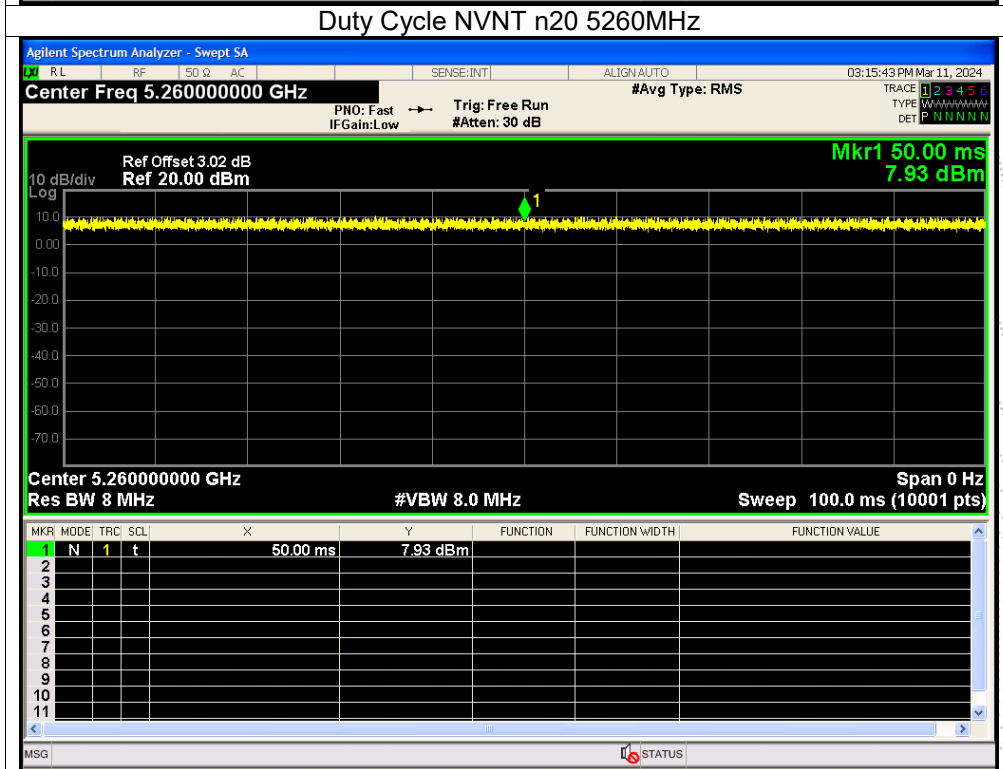 Duty Cycle NVNT n20 5260MHz
Agilent Spectrum Analyzer - Swept SA
LXI RL RF 50 Ω AC SENSE:INT ALIGN AUTO 03:15:43 PM Mar 11, 2024
Center Freq 5.260000000 GHz #Avg Type: RMS TRACE 1 2 3 4 5 6
PNO: Fast Trig: Free Run TYPE WWWWWW
IFGain:Low #Atten: 30 dB DET P N N N N N
Mkr1 50.00 ms
7.93 dBm
Ref Offset 3.02 dB
10 dB/div Ref 20.00 dBm
Log
1
10.0
0.00
-10.0
-20.0
-30.0
-40.0
-50.0
-60.0
-70.0
Center 5.260000000 GHz Span 0 Hz
Res BW 8 MHz #VBW 8.0 MHz Sweep 100.0 ms (10001 pts)
MKR MODE TRC SCL X Y FUNCTION FUNCTION WIDTH FUNCTION VALUE
1 N 1 t 50.00 ms 7.93 dBm
2
3
4
5
6
7
8
9
10
11
MSG STATUS